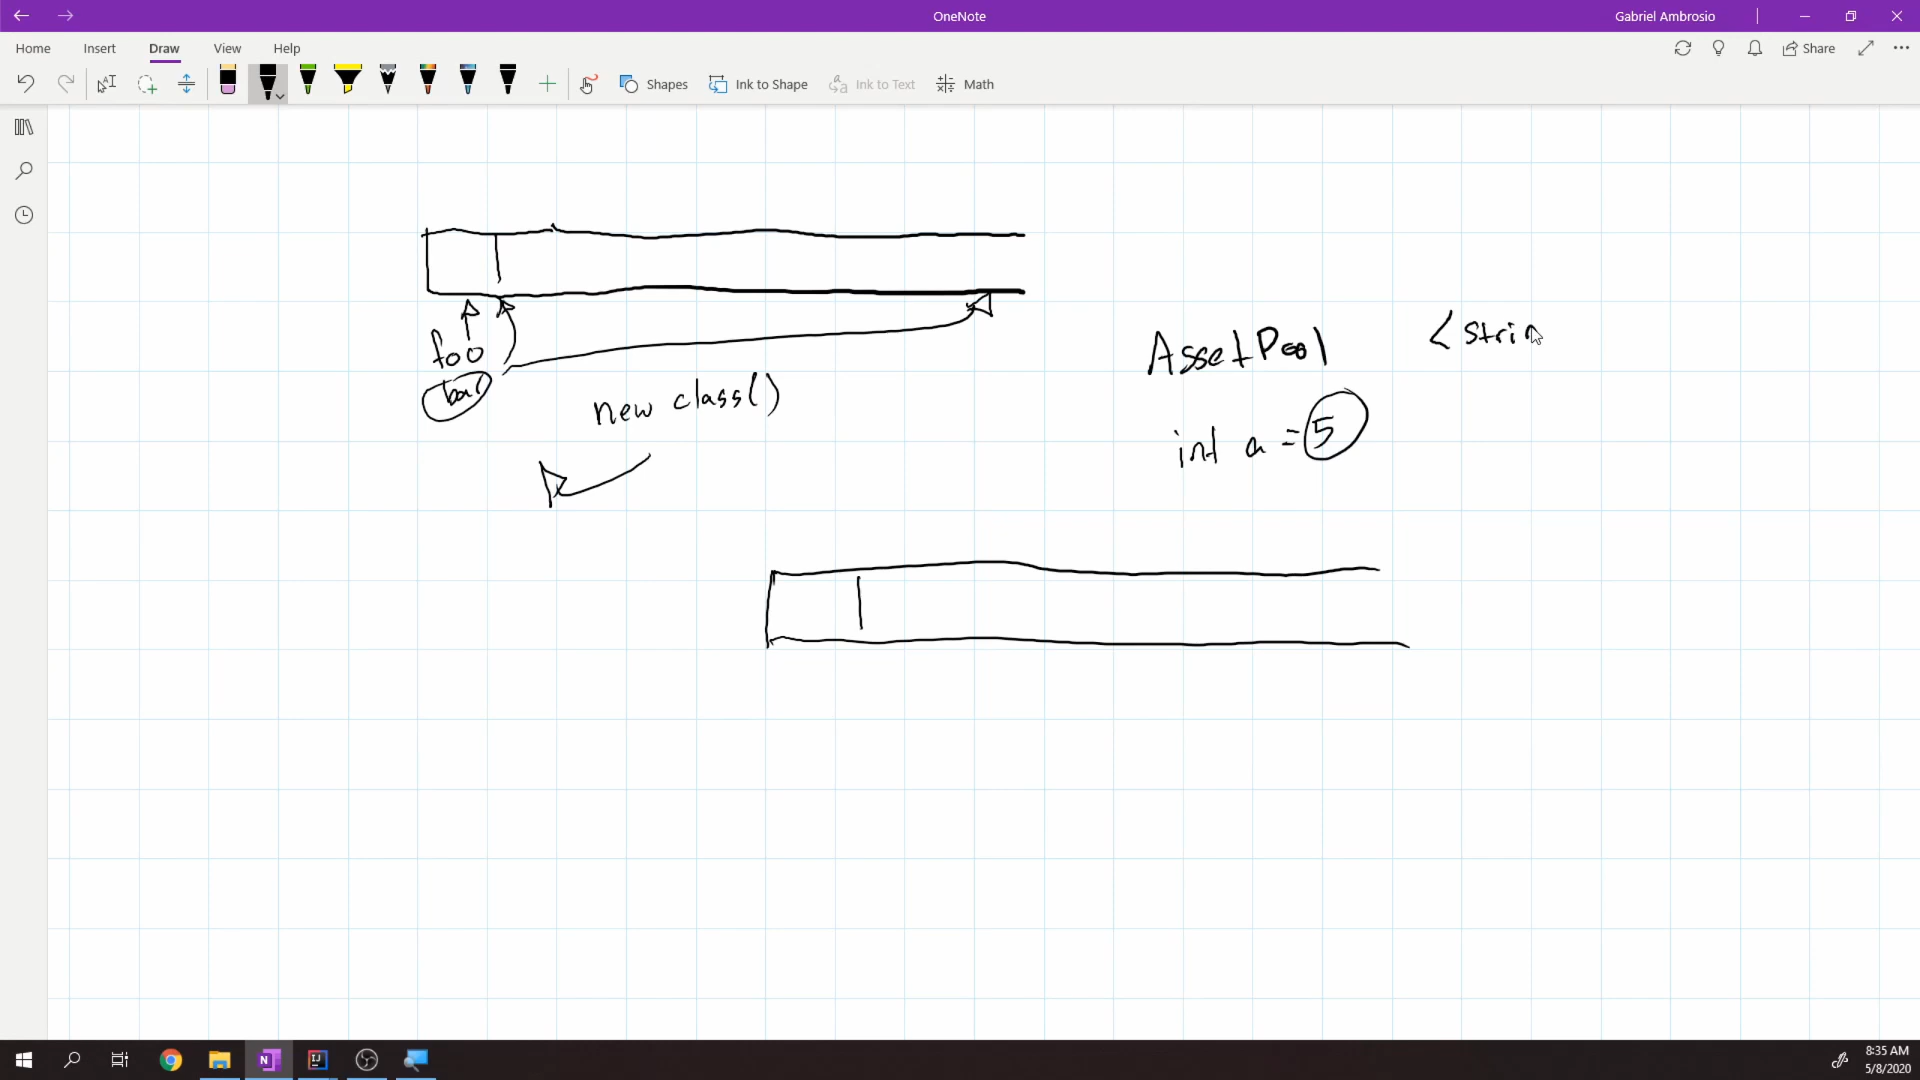 OneNote
Gabriel Ambrosio
Home Insert Draw View Help
Share
Shapes Ink to Shape Ink to Text Math
foo
bar
new class()
AssetPool
< Strin
int a = 5
8:35 AM
5/8/2020